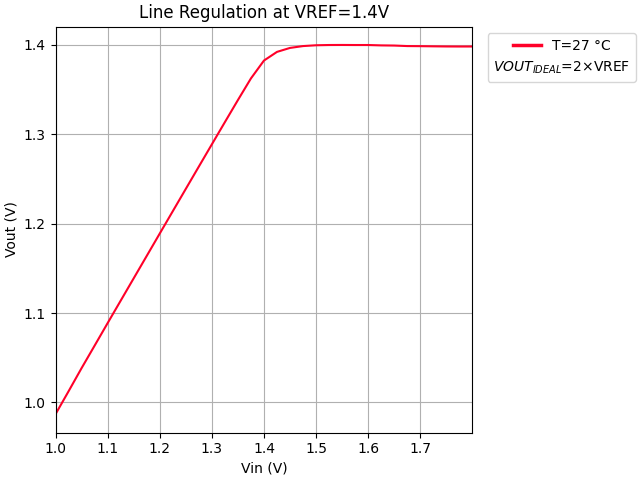 Line Regulation at VREF=1.4V
T=27 °C
VOUT_IDEAL=2×VREF
Vout (V)
1.4
1.3
1.2
1.1
1.0
1.0 1.1 1.2 1.3 1.4 1.5 1.6 1.7
Vin (V)